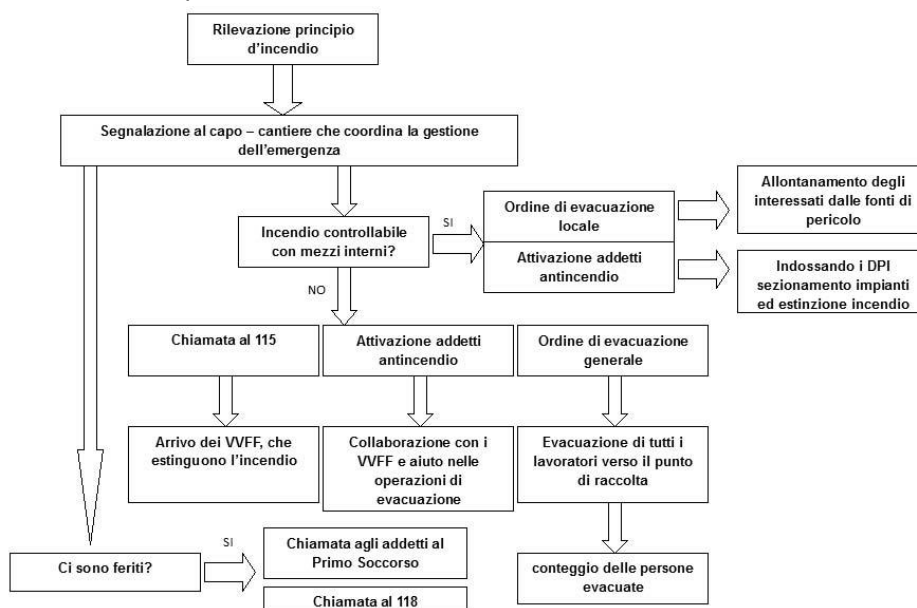 Rilevazione principio
d'incendio
Segnalazione al capo – cantiere che coordina la gestione
dell'emergenza
Incendio controllabile
con mezzi interni?
SI
Ordine di evacuazione
locale
Attivazione addetti
antincendio
Allontanamento degli
interessati dalle fonti di
pericolo
Indossando i DPI
sezionamento impianti
ed estinzione incendio
NO
Chiamata al 115
Attivazione addetti
antincendio
Ordine di evacuazione
generale
Arrivo dei VVFF, che
estinguono l'incendio
Collaborazione con i
VVFF e aiuto nelle
operazioni di
evacuazione
Evacuazione di tutti i
lavoratori verso il punto
di raccolta
Ci sono feriti?
SI
Chiamata agli addetti al
Primo Soccorso
Chiamata al 118
conteggio delle persone
evacuate